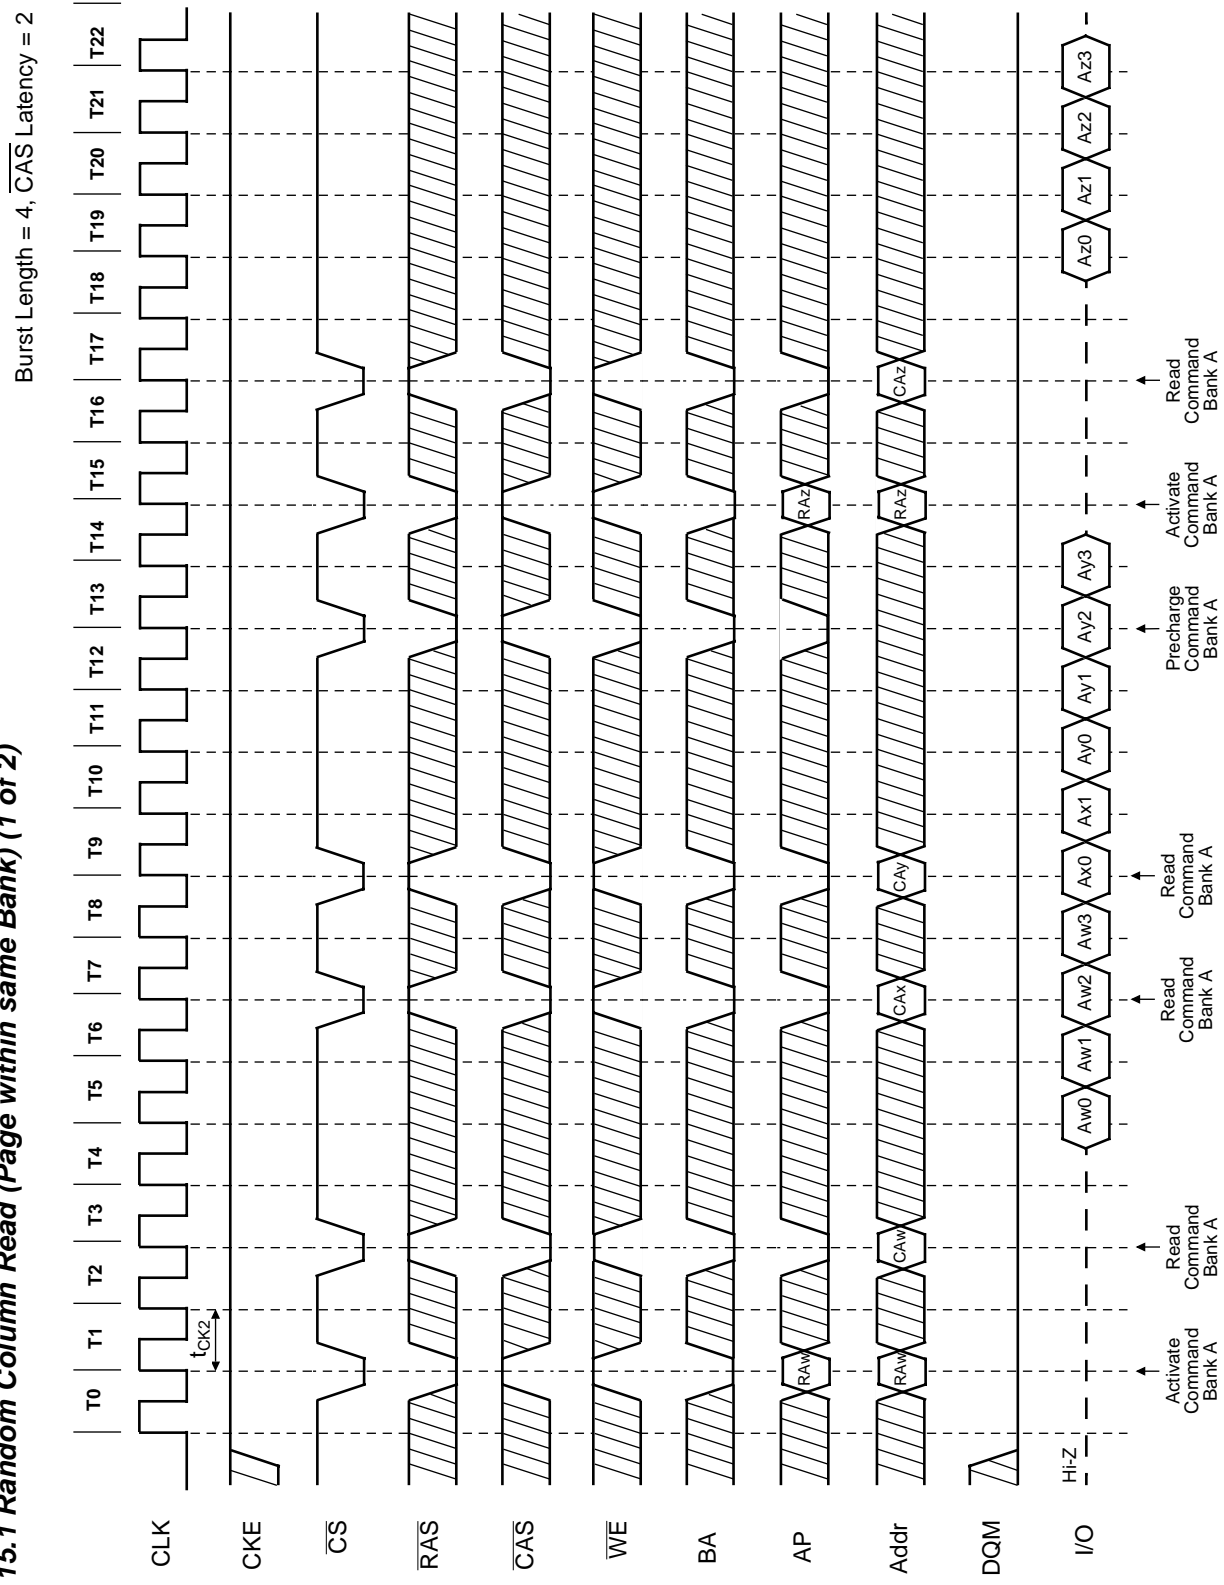 15.1 Random Column Read (Page within same Bank) (1 of 2)
Burst Length = 4, CAS Latency = 2
T0 T1 T2 T3 T4 T5 T6 T7 T8 T9 T10 T11 T12 T13 T14 T15 T16 T17 T18 T19 T20 T21 T22
CLK
tCK2
CKE
CS
RAS
CAS
WE
BA
AP
RAw RAz
Addr
RAw CAw CAx CAy RAz CAz
DQM
I/O
Hi-Z
Aw0 Aw1 Aw2 Aw3 Ax0 Ax1 Ay0 Ay1 Ay2 Ay3 Az0 Az1 Az2 Az3
Activate
Command
Bank A
Read
Command
Bank A
Read
Command
Bank A
Read
Command
Bank A
Precharge
Command
Bank A
Activate
Command
Bank A
Read
Command
Bank A